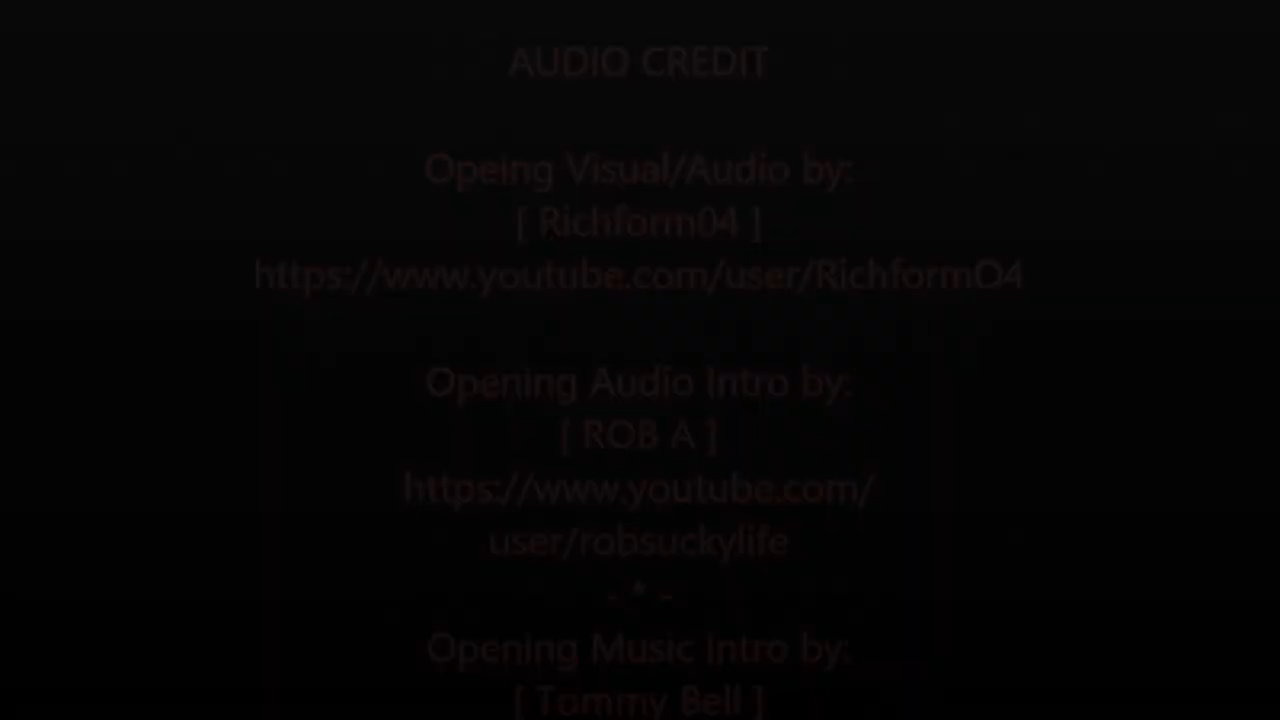 AUDIO CREDIT
Opeing Visual/Audio by:
[ Richform04 ]
https://www.youtube.com/user/RichformO4
Opening Audio Intro by:
[ ROB A ]
https://www.youtube.com/
user/robsuckylife
- * -
Opening Music Intro by:
[ Tommy Bell ]